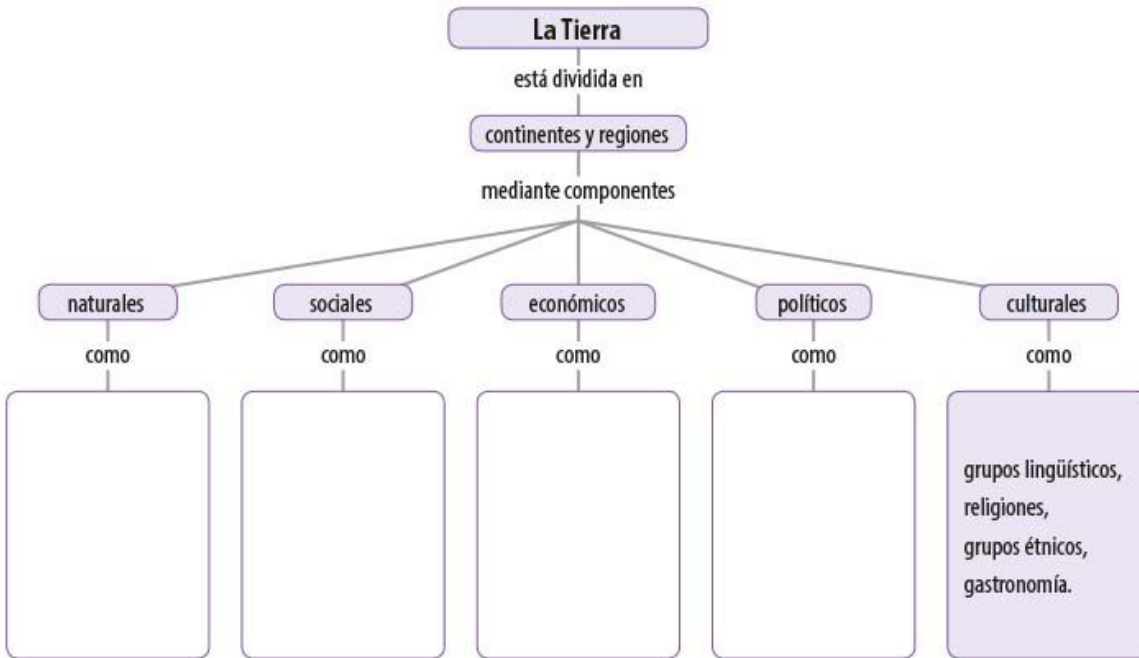 La Tierra
está dividida en
continentes y regiones
mediante componentes
naturales
sociales
económicos
políticos
culturales
como
como
como
como
como
grupos lingüísticos,
religiones,
grupos étnicos,
gastronomía.